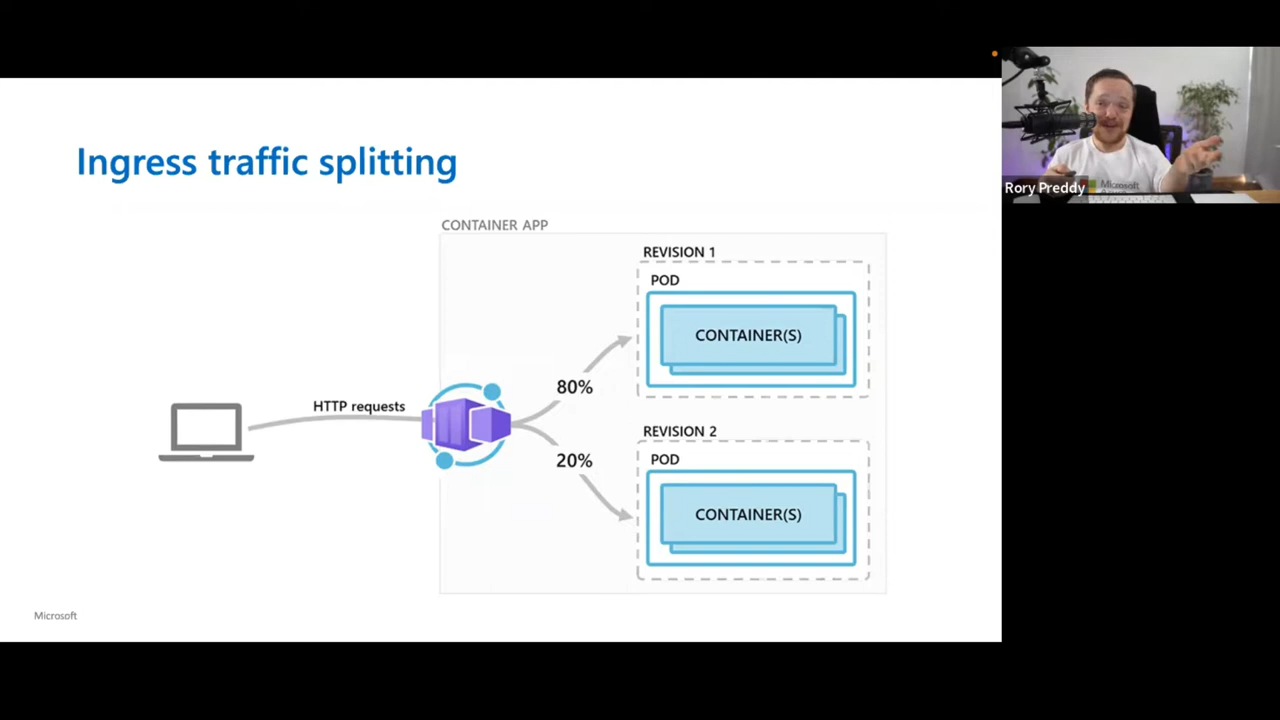 Ingress traffic splitting
CONTAINER APP
REVISION 1
POD
CONTAINER(S)
80%
HTTP requests
20%
REVISION 2
POD
CONTAINER(S)
Microsoft
Rory Preddy
Microsoft